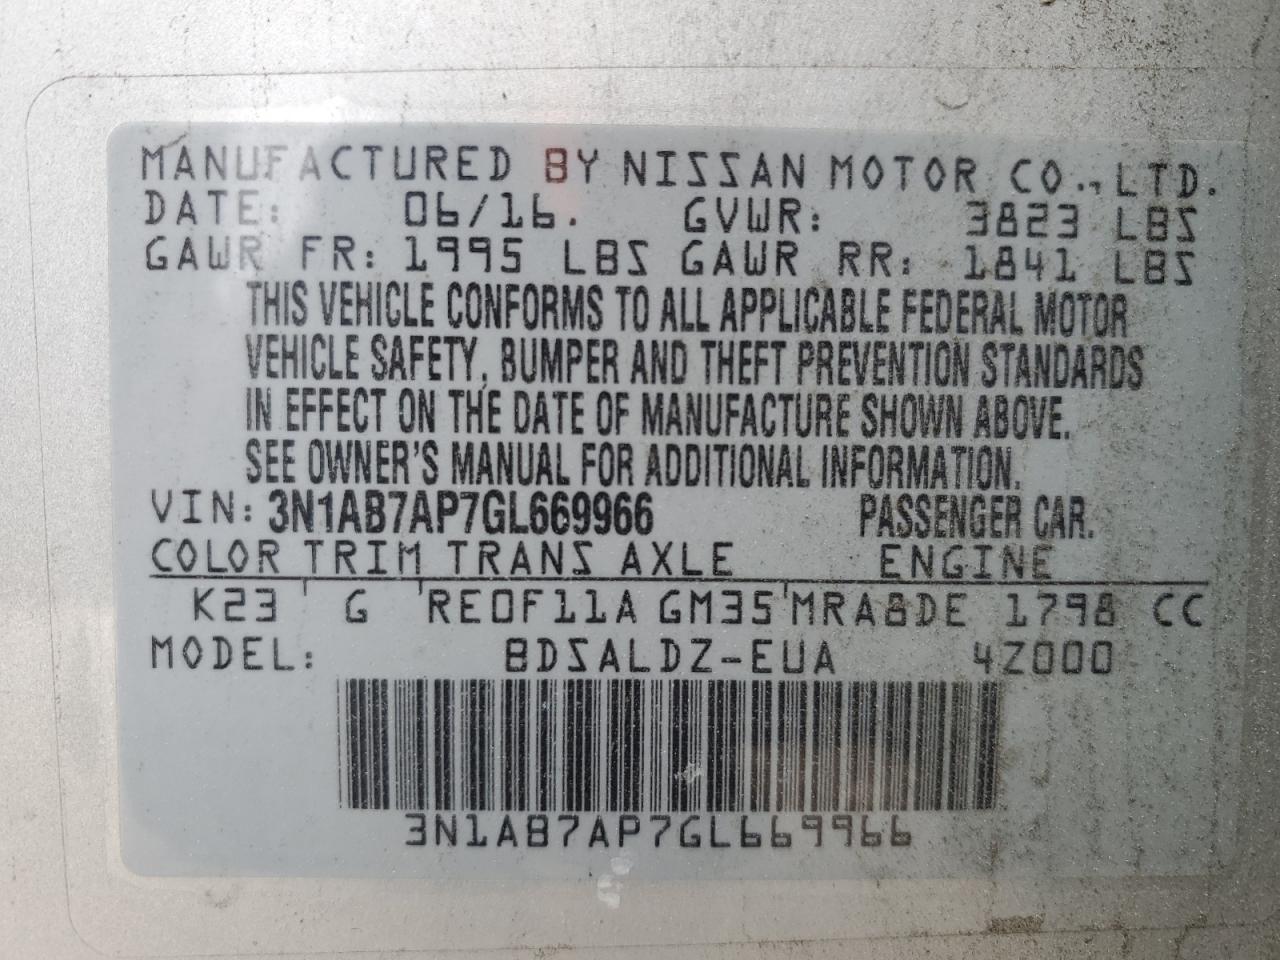 MANUFACTURED BY NISSAN MOTOR CO., LTD.
DATE: 06/16. GVWR: 3823 LBS
GAWR FR: 1995 LBS GAWR RR: 1841 LBS
THIS VEHICLE CONFORMS TO ALL APPLICABLE FEDERAL MOTOR
VEHICLE SAFETY, BUMPER AND THEFT PREVENTION STANDARDS
IN EFFECT ON THE DATE OF MANUFACTURE SHOWN ABOVE.
SEE OWNER'S MANUAL FOR ADDITIONAL INFORMATION.
VIN: 3N1AB7AP7GL669966 PASSENGER CAR.
COLOR TRIM TRANS AXLE ENGINE
K23 G RE0F11A GM35 MRA8DE 1798 CC
MODEL: BDSALDZ-EUA 4Z000
3N1AB7AP7GL669966